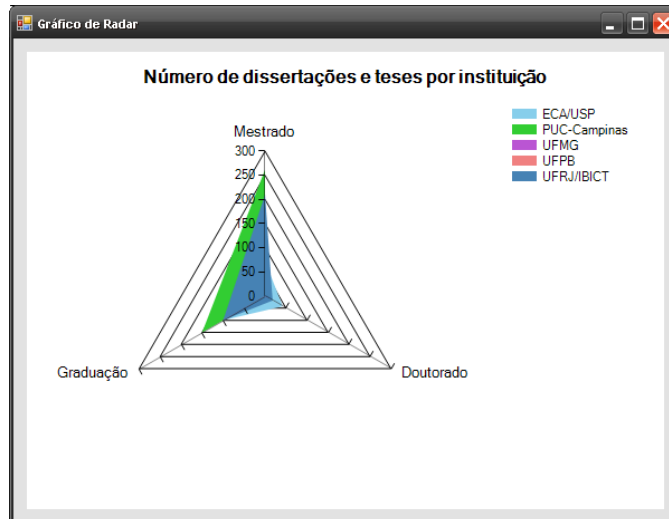 Gráfico de Radar
Número de dissertações e teses por instituição
ECA/USP
PUC-Campinas
UFMG
UFPB
UFRJ/IBICT
Mestrado
300
250
200
150
100
50
0
Graduação
Doutorado